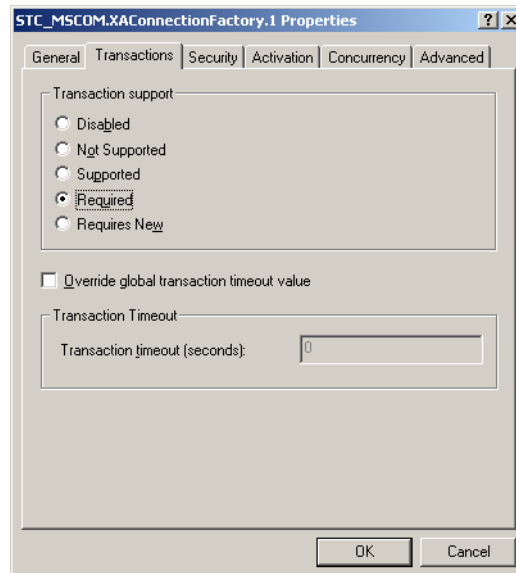 STC_MSCOM.XAConnectionFactory.1 Properties
General Transactions Security Activation Concurrency Advanced
Transaction support
Disabled
Not Supported
Supported
Required
Requires New
Override global transaction timeout value
Transaction Timeout
Transaction timeout (seconds): 0
OK Cancel